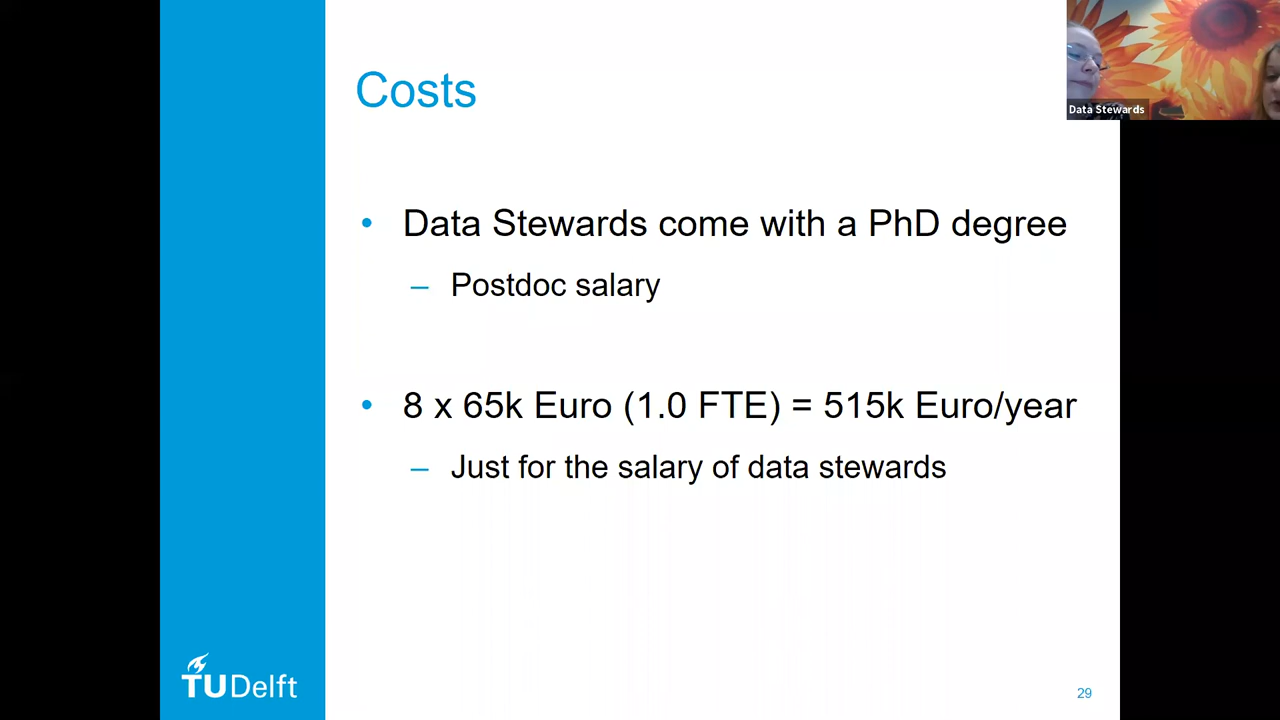 Costs
Data Stewards
• Data Stewards come with a PhD degree
– Postdoc salary
• 8 x 65k Euro (1.0 FTE) = 515k Euro/year
– Just for the salary of data stewards
TUDelft
29